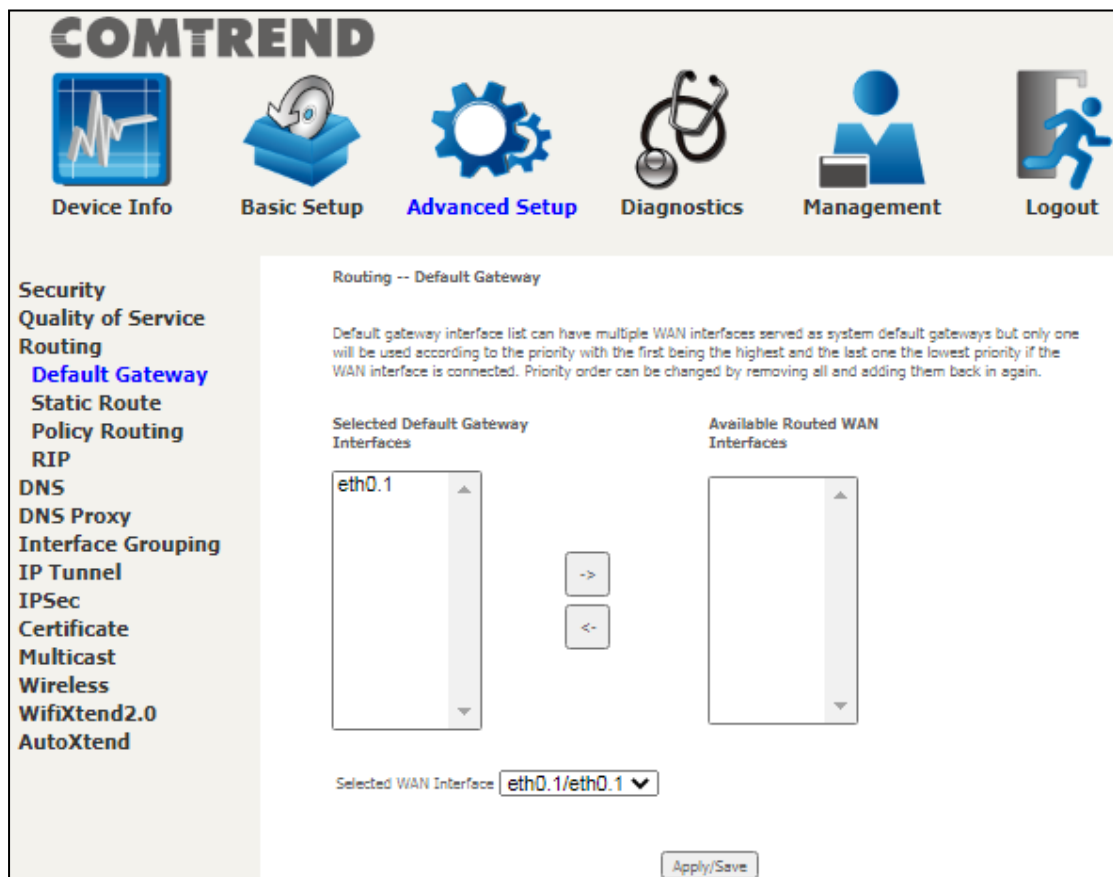 COMTREND
Device Info
Basic Setup
Advanced Setup
Diagnostics
Management
Logout
Security
Quality of Service
Routing
Default Gateway
Static Route
Policy Routing
RIP
DNS
DNS Proxy
Interface Grouping
IP Tunnel
IPSec
Certificate
Multicast
Wireless
WifiXtend2.0
AutoXtend
Routing -- Default Gateway
Default gateway interface list can have multiple WAN interfaces served as system default gateways but only one
will be used according to the priority with the first being the highest and the last one the lowest priority if the
WAN interface is connected. Priority order can be changed by removing all and adding them back in again.
Selected Default Gateway
Interfaces
Available Routed WAN
Interfaces
eth0.1
->
<-
Selected WAN Interface eth0.1/eth0.1
Apply/Save